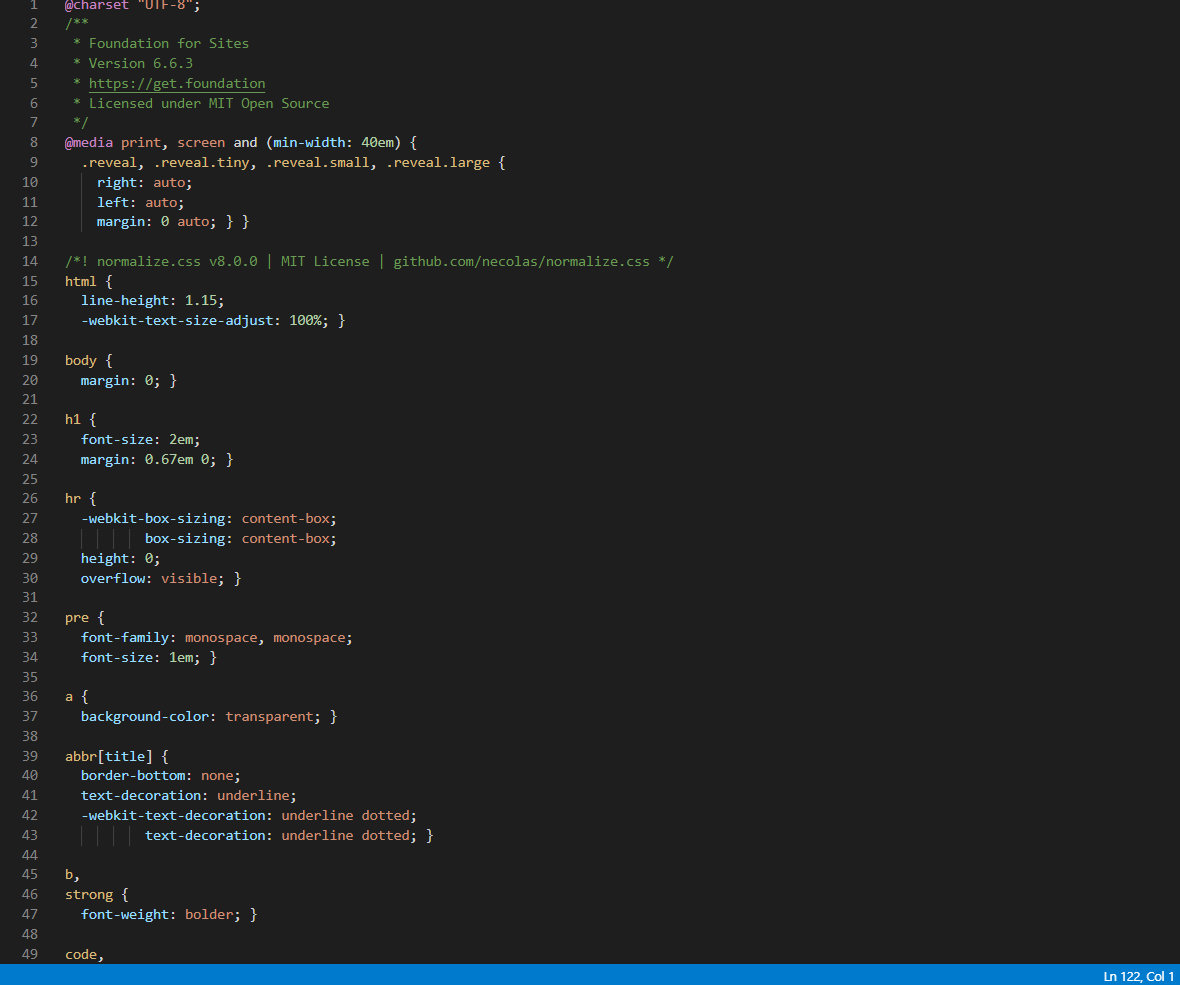 1 @charset "UTF-8";
2 /**
3  * Foundation for Sites
4  * Version 6.6.3
5  * https://get.foundation
6  * Licensed under MIT Open Source
7  */
8 @media print, screen and (min-width: 40em) {
9   .reveal, .reveal.tiny, .reveal.small, .reveal.large {
10     right: auto;
11     left: auto;
12     margin: 0 auto; } }
13
14 /*! normalize.css v8.0.0 | MIT License | github.com/necolas/normalize.css */
15 html {
16   line-height: 1.15;
17   -webkit-text-size-adjust: 100%; }
18
19 body {
20   margin: 0; }
21
22 h1 {
23   font-size: 2em;
24   margin: 0.67em 0; }
25
26 hr {
27   -webkit-box-sizing: content-box;
28           box-sizing: content-box;
29   height: 0;
30   overflow: visible; }
31
32 pre {
33   font-family: monospace, monospace;
34   font-size: 1em; }
35
36 a {
37   background-color: transparent; }
38
39 abbr[title] {
40   border-bottom: none;
41   text-decoration: underline;
42   -webkit-text-decoration: underline dotted;
43           text-decoration: underline dotted; }
44
45 b,
46 strong {
47   font-weight: bolder; }
48
49 code,
Ln 122, Col 1